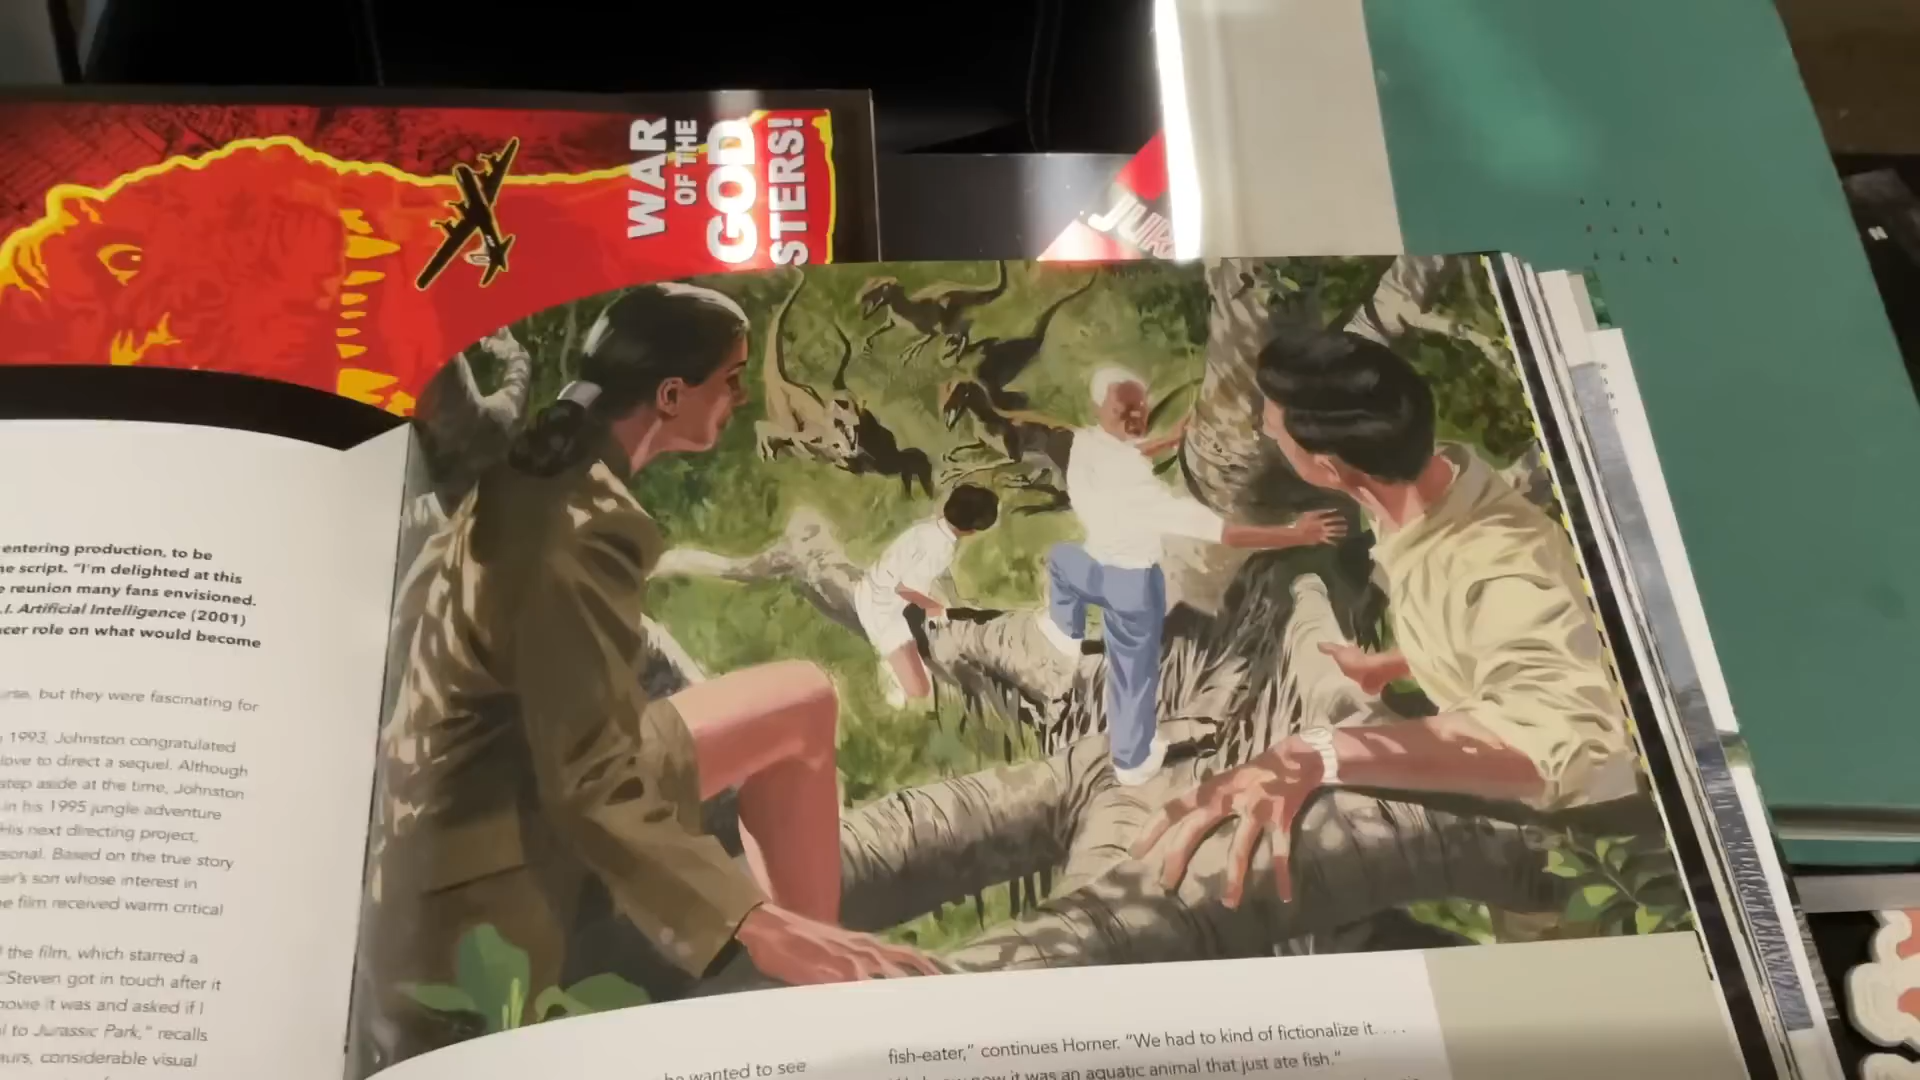 WAR
OF THE
GOD
STERS!
JUR
N
entering production, to be
script. "I'm delighted at this
reunion many fans envisioned.
A.I. Artificial Intelligence (2001)
role on what would become
but they were fascinating for
1993, Johnston congratulated
love to direct a sequel. Although
step aside at the time, Johnston
in his 1995 jungle adventure
His next directing project,
Based on the true story
son whose interest in
film received warm critical
the film, which starred a
"Steven got in touch after it
movie it was and asked if I
to Jurassic Park," recalls
considerable visual
he wanted to see
fish-eater," continues Horner. "We had to kind of fictionalize it. . . .
now it was an aquatic animal that just ate fish."